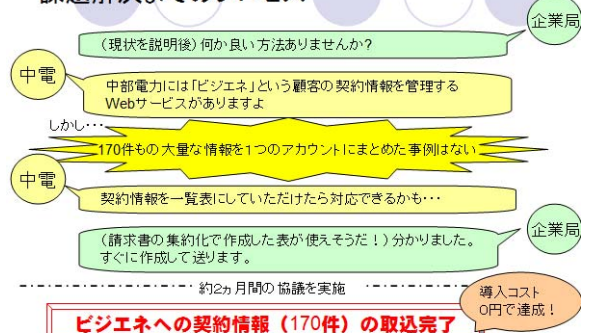 企業局
(現状を説明後)何か良い方法ありませんか?
中電
中部電力には「ビジエネ」という顧客の契約情報を管理する
Webサービスがありますよ
しかし・・・
170件もの大量な情報を1つのアカウントにまとめた事例はない
中電
契約情報を一覧表にしていただけたら対応できるかも・・・
企業局
(請求書の集約化で作成した表が使えそうだ!)分かりました。
すぐに作成して送ります。
約2ヵ月間の協議を実施
導入コスト
0円で達成!
ビジエネへの契約情報(170件)の取込完了